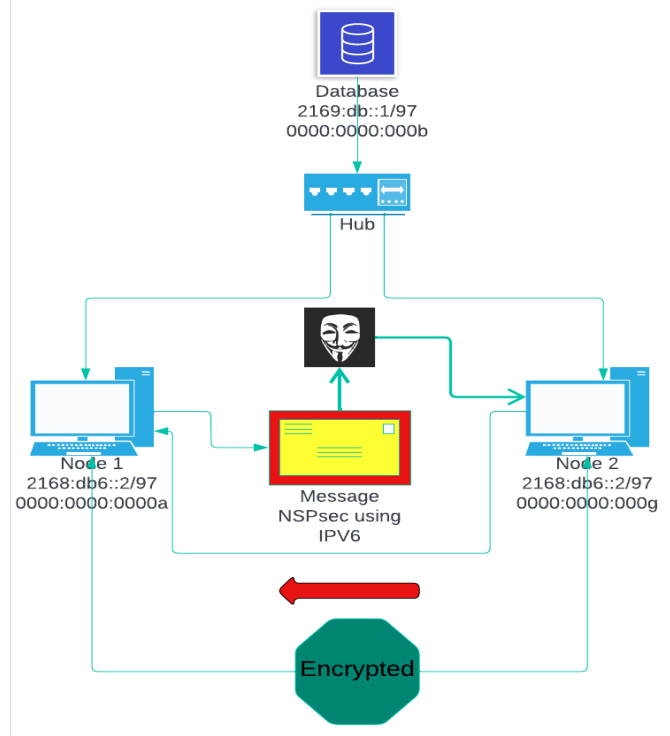 Database
2169:db::1/97
0000:0000:000b
Hub
Node 1
2168:db6::2/97
0000:0000:0000a
Message
NSPsec using
IPV6
Node 2
2168:db6::2/97
0000:0000:000g
Encrypted